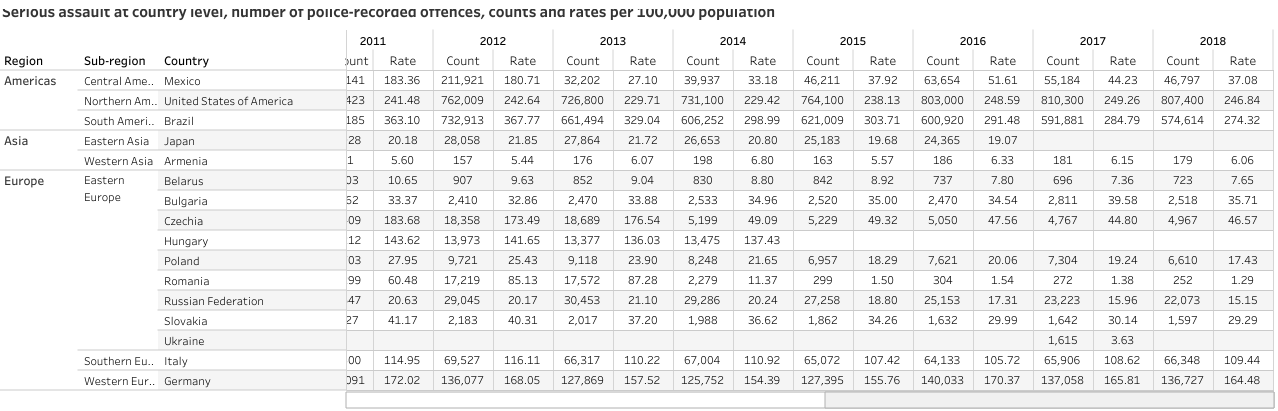 Serious assault at country level, number of police-recorded offences, counts and rates per 100,000 population
2011 2012 2013 2014 2015 2016 2017 2018
Region Sub-region Country ount Rate Count Rate Count Rate Count Rate Count Rate Count Rate Count Rate Count Rate
Americas Central Ame.. Mexico 141 183.36 211,921 180.71 32,202 27.10 39,937 33.18 46,211 37.92 63,654 51.61 55,184 44.23 46,797 37.08
Northern Am.. United States of America 423 241.48 762,009 242.64 726,800 229.71 731,100 229.42 764,100 238.13 803,000 248.59 810,300 249.26 807,400 246.84
South Ameri.. Brazil 185 363.10 732,913 367.77 661,494 329.04 606,252 298.99 621,009 303.71 600,920 291.48 591,881 284.79 574,614 274.32
Asia Eastern Asia Japan 28 20.18 28,058 21.85 27,864 21.72 26,653 20.80 25,183 19.68 24,365 19.07
Western Asia Armenia 1 5.60 157 5.44 176 6.07 198 6.80 163 5.57 186 6.33 181 6.15 179 6.06
Europe Eastern Belarus 03 10.65 907 9.63 852 9.04 830 8.80 842 8.92 737 7.80 696 7.36 723 7.65
Europe Bulgaria 52 33.37 2,410 32.86 2,470 33.88 2,533 34.96 2,520 35.00 2,470 34.54 2,811 39.58 2,518 35.71
Czechia 09 183.68 18,358 173.49 18,689 176.54 5,199 49.09 5,229 49.32 5,050 47.56 4,767 44.80 4,967 46.57
Hungary 12 143.62 13,973 141.65 13,377 136.03 13,475 137.43
Poland 03 27.95 9,721 25.43 9,118 23.90 8,248 21.65 6,957 18.29 7,621 20.06 7,304 19.24 6,610 17.43
Romania 99 60.48 17,219 85.13 17,572 87.28 2,279 11.37 299 1.50 304 1.54 272 1.38 252 1.29
Russian Federation 47 20.63 29,045 20.17 30,453 21.10 29,286 20.24 27,258 18.80 25,153 17.31 23,223 15.96 22,073 15.15
Slovakia 27 41.17 2,183 40.31 2,017 37.20 1,988 36.62 1,862 34.26 1,632 29.99 1,642 30.14 1,597 29.29
Ukraine 1,615 3.63
Southern Eu.. Italy 00 114.95 69,527 116.11 66,317 110.22 67,004 110.92 65,072 107.42 64,133 105.72 65,906 108.62 66,348 109.44
Western Eur.. Germany 091 172.02 136,077 168.05 127,869 157.52 125,752 154.39 127,395 155.76 140,033 170.37 137,058 165.81 136,727 164.48